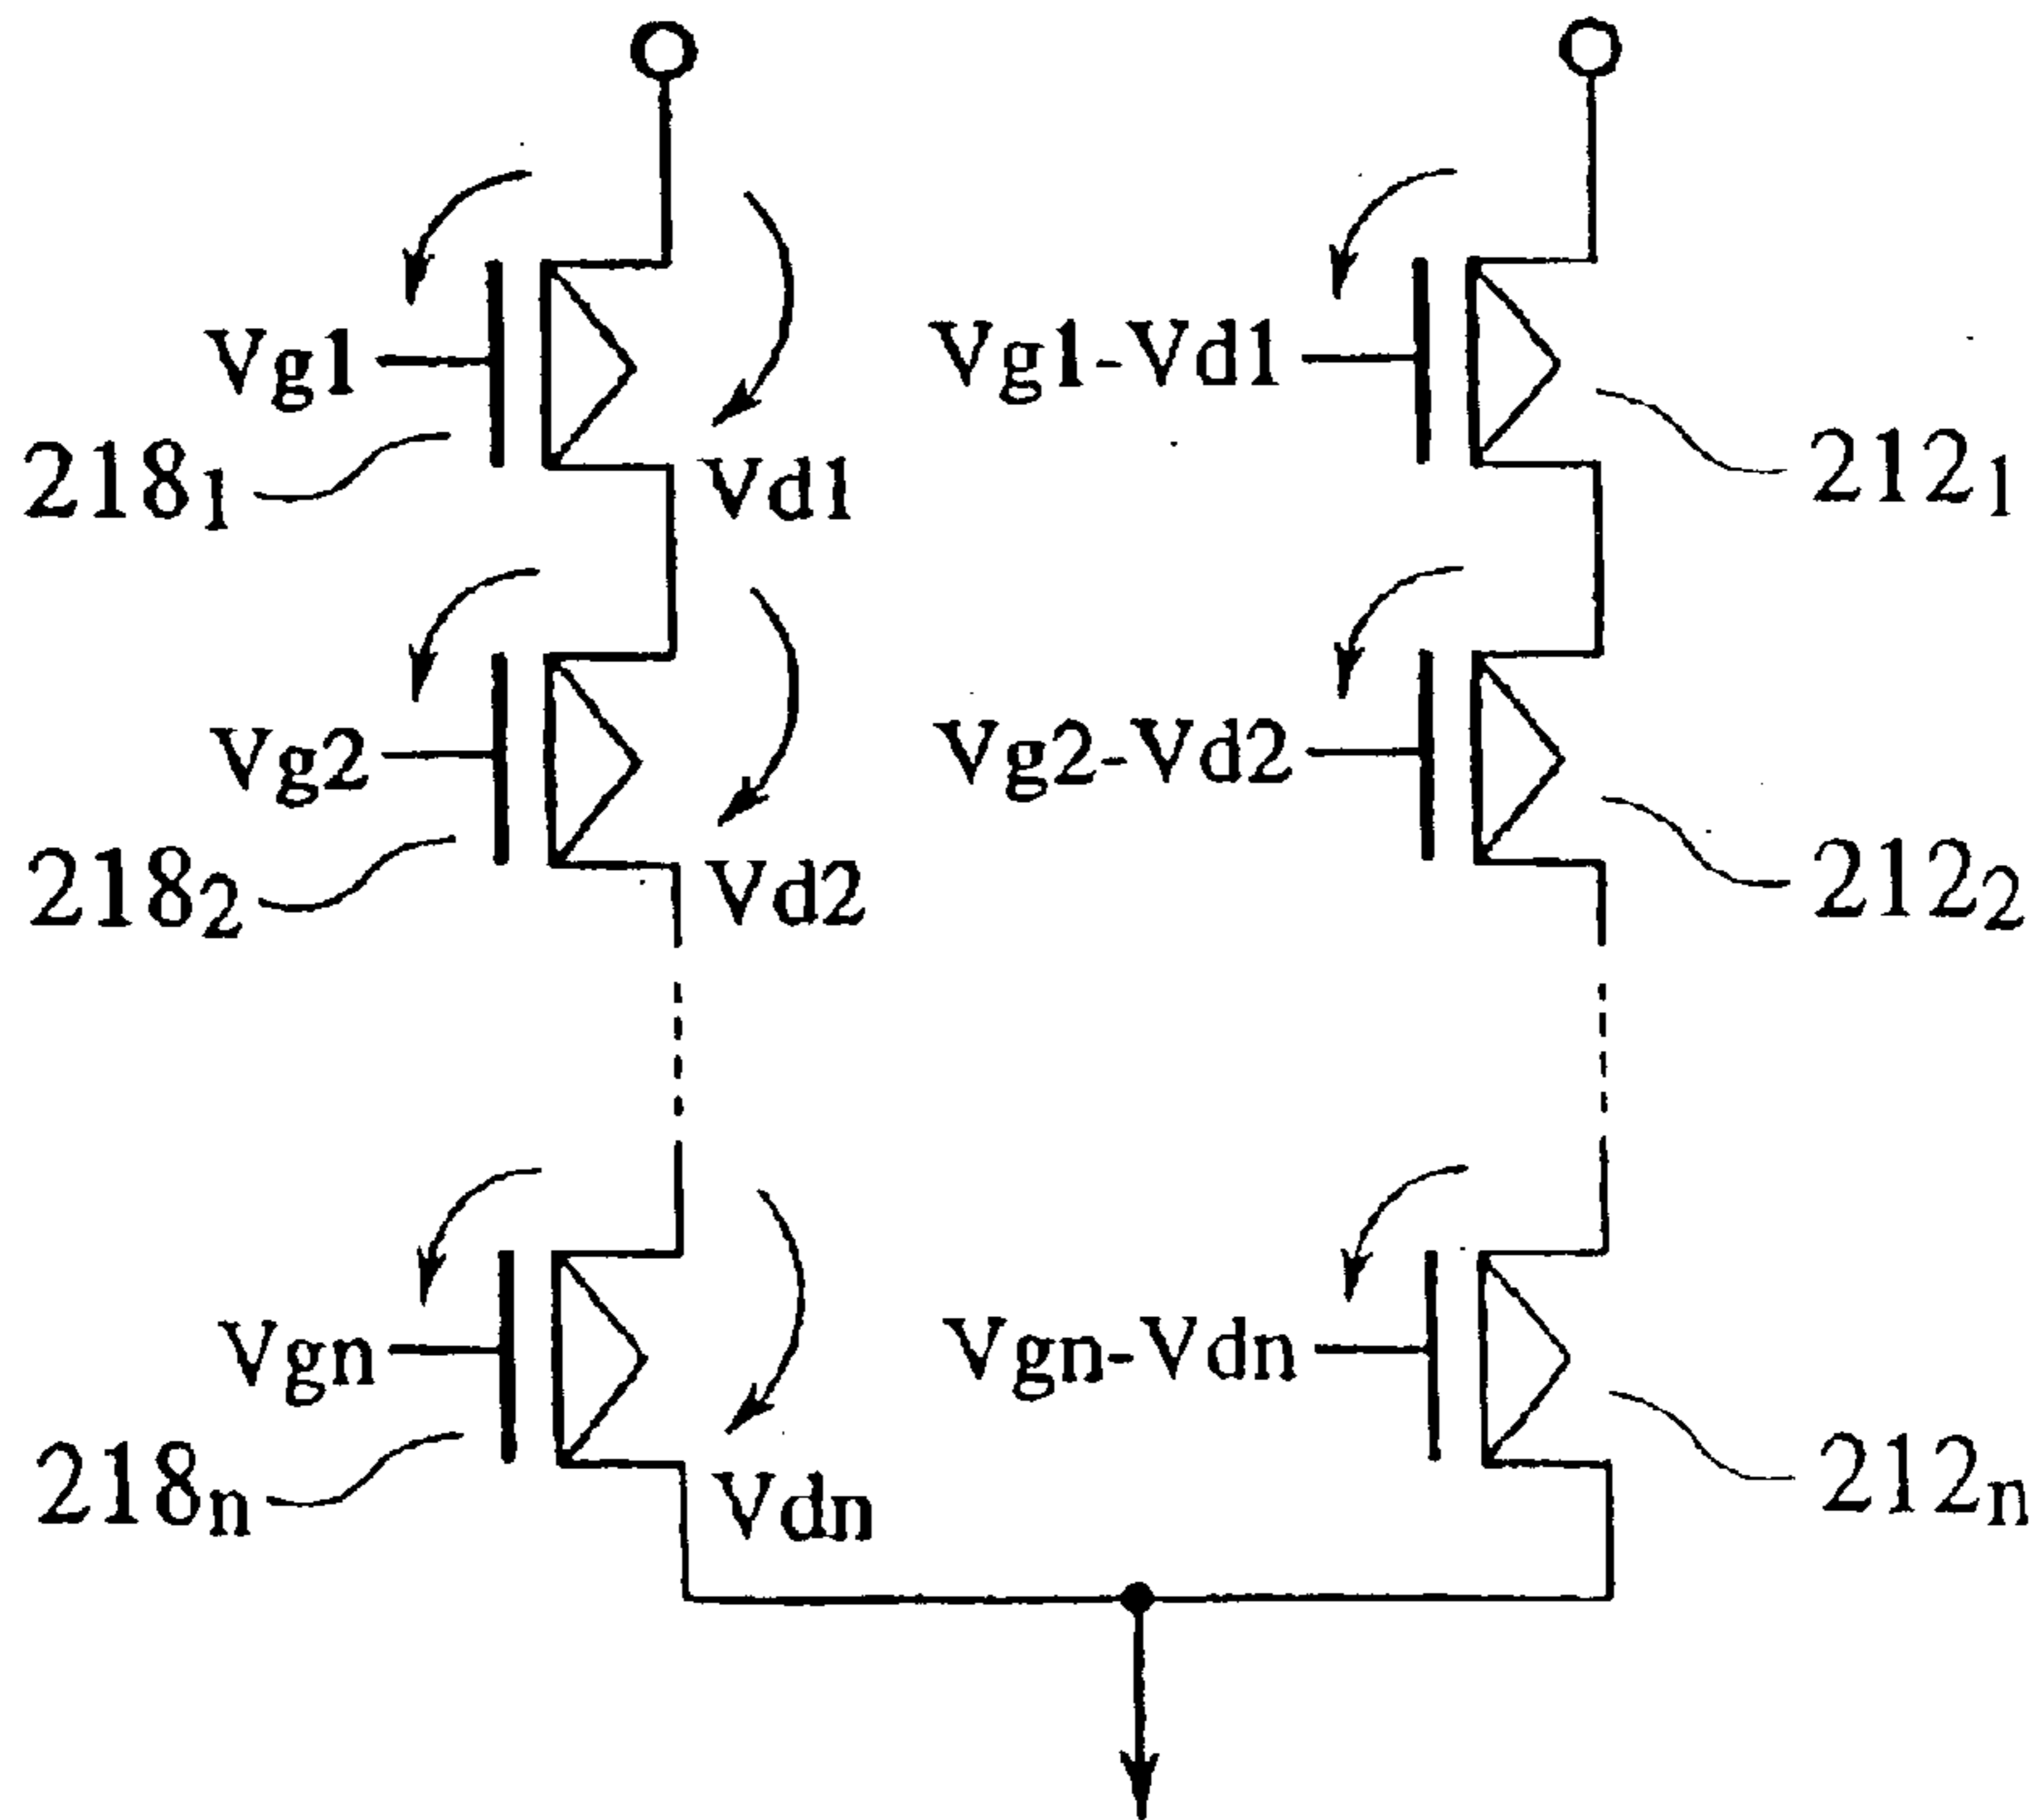 Vg1
Vg1-Vd1
218₁
Vd1
212₁
Vg2
Vg2-Vd2
218₂
Vd2
212₂
Vgn
Vgn-Vdn
218ₙ
Vdn
212ₙ